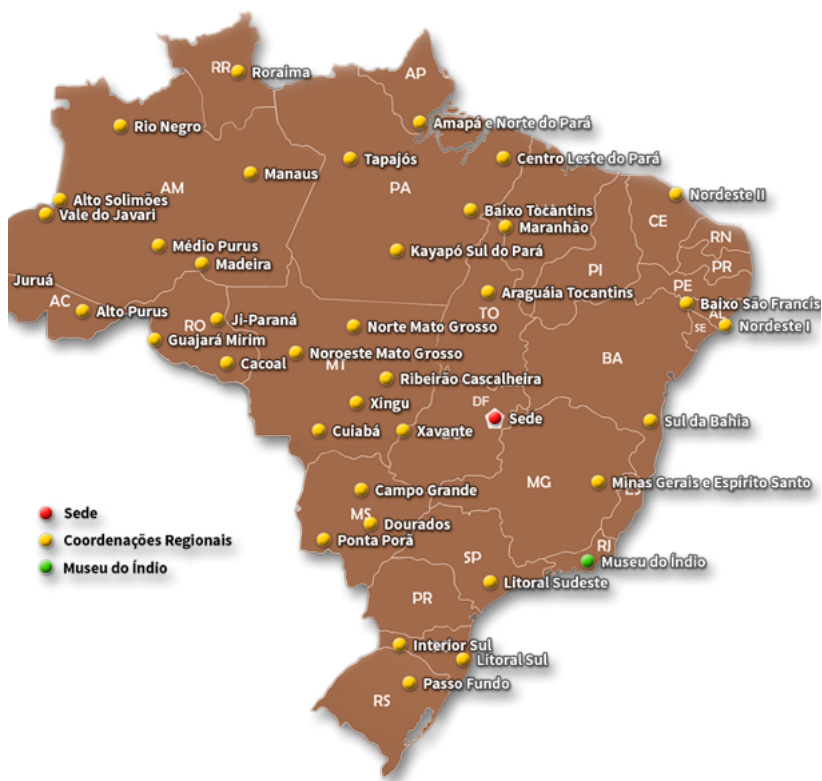 RR
Roraima
AP
Rio Negro
Amapá e Norte do Pará
Manaus
Tapajós
Centro Leste do Pará
AM
PA
Alto Solimões
Vale do Javari
Nordeste II
Baixo Tocantins
Maranhão
CE
RN
Médio Purus
Madeira
Kayapó Sul do Pará
PI
PR
Juruá
AC
Alto Purus
Araguáia Tocantins
PE
Baixo São Francis
RO
Ji-Paraná
Norte Mato Grosso
TO
AL
SE
Nordeste I
Guajará Mirim
Noroeste Mato Grosso
MT
Cacoal
BA
Ribeirão Cascalheira
Xingu
DF
Sede
Sul da Bahia
Cuiabá
Xavante
Campo Grande
MG
Minas Gerais e Espírito Santo
ES
MS
Dourados
Ponta Porã
Sede
Coordenações Regionais
Museu do Índio
SP
RJ
Museu do Índio
Litoral Sudeste
PR
Interior Sul
Litoral Sul
Passo Fundo
RS